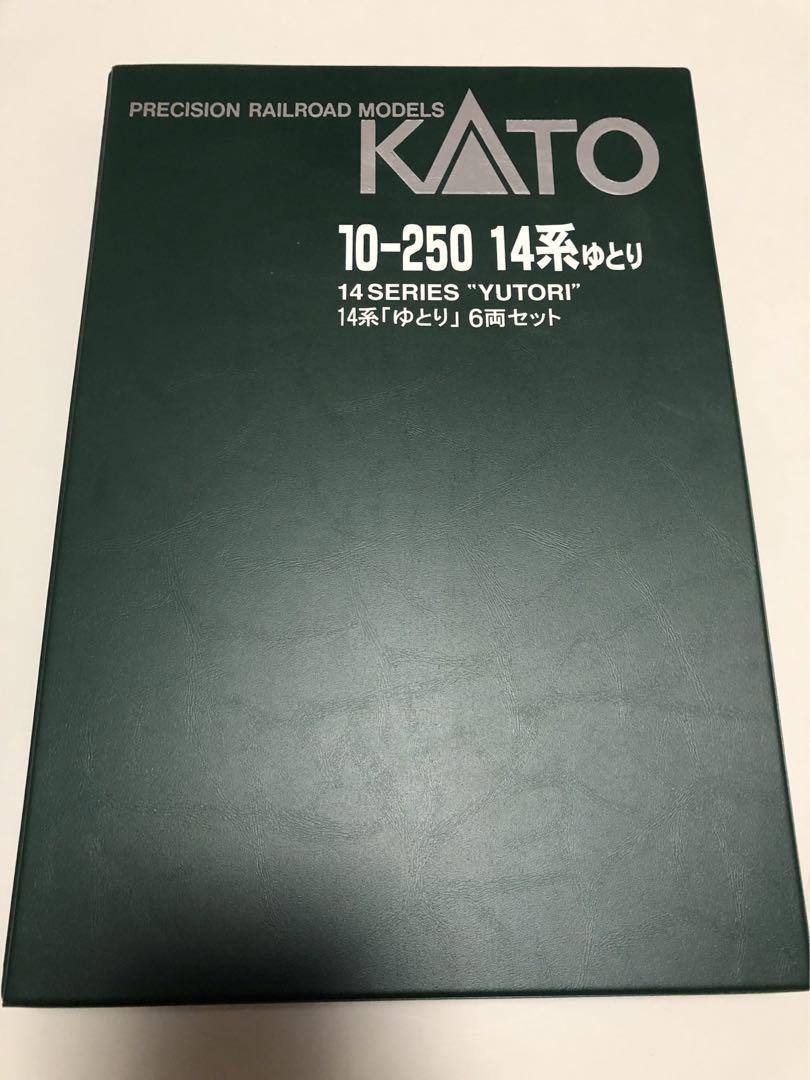 PRECISION RAILROAD MODELS
KATO
10-250 14系ゆとり
14 SERIES "YUTORI"
14系「ゆとり」6両セット